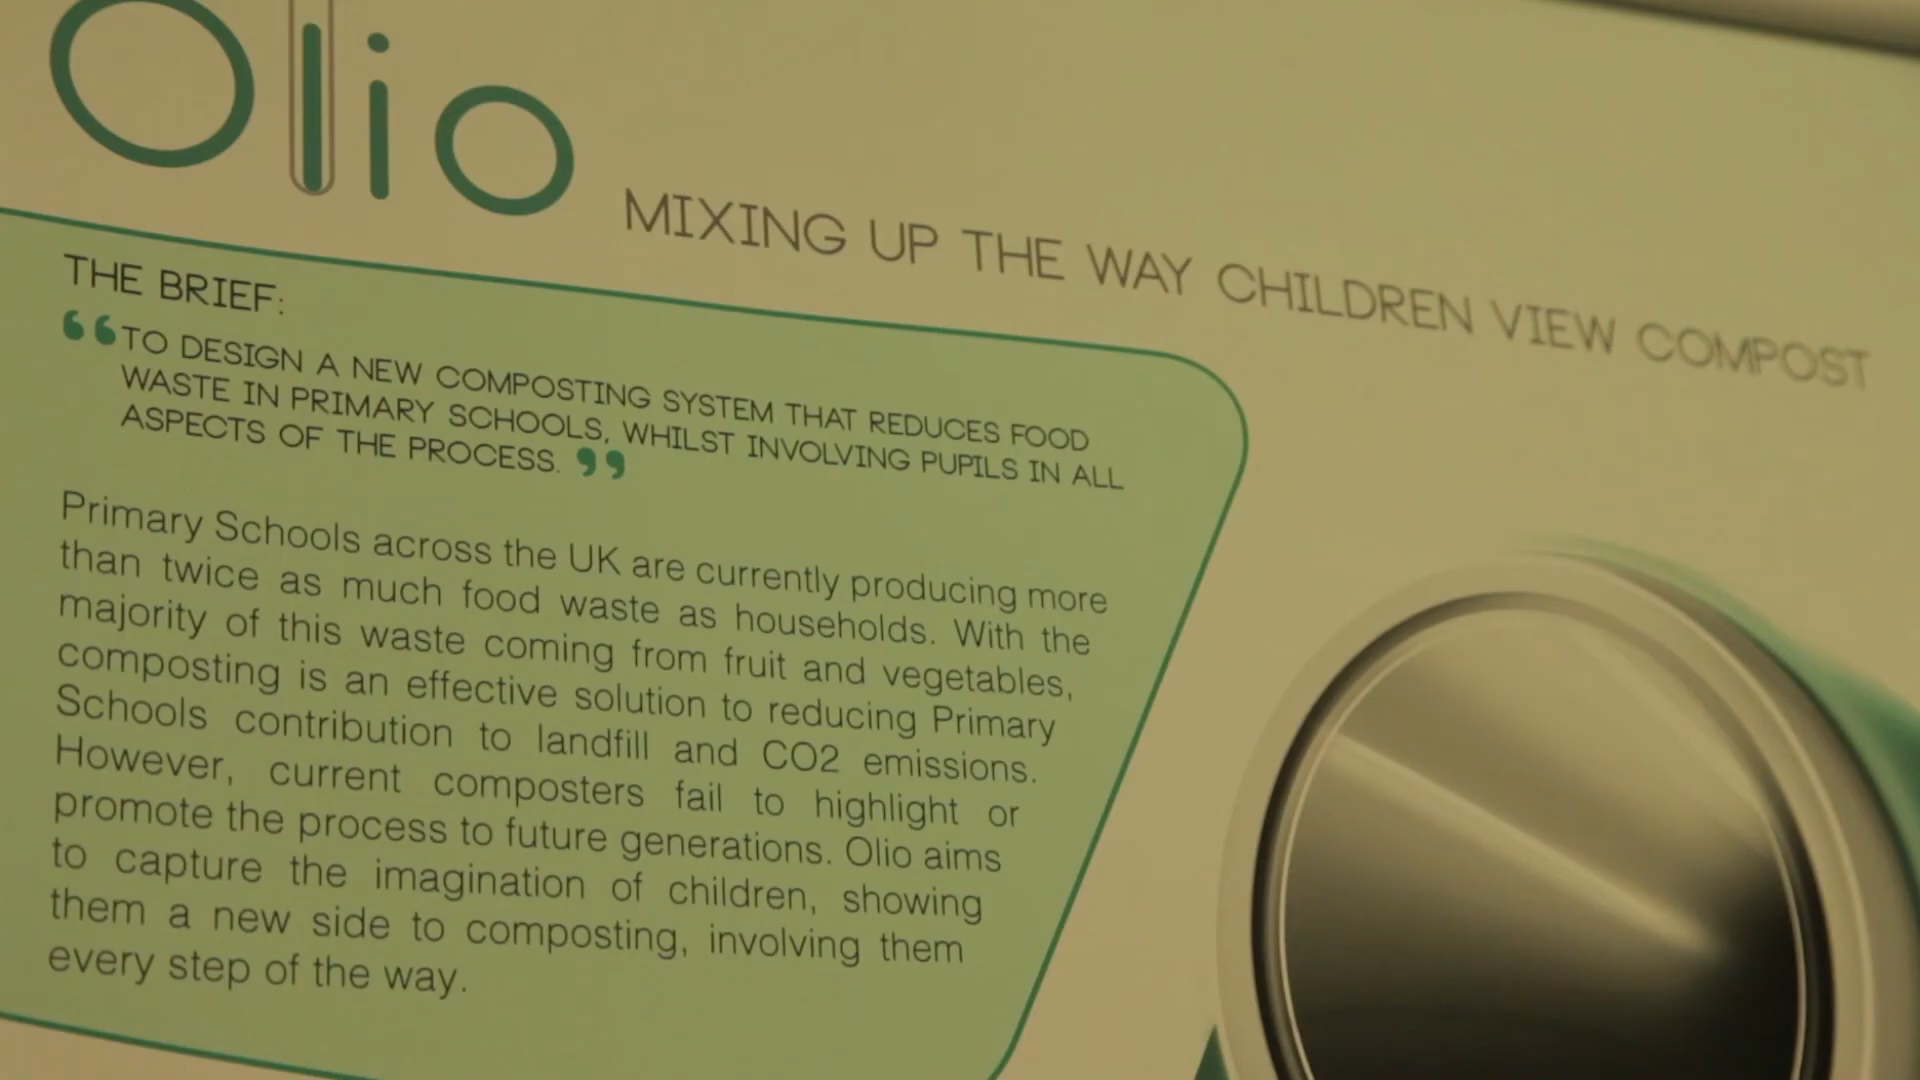 Olio
MIXING UP THE WAY CHILDREN VIEW COMPOST
THE BRIEF:
“TO DESIGN A NEW COMPOSTING SYSTEM THAT REDUCES FOOD
WASTE IN PRIMARY SCHOOLS, WHILST INVOLVING PUPILS IN ALL
ASPECTS OF THE PROCESS.”
Primary Schools across the UK are currently producing more
than twice as much food waste as households. With the
majority of this waste coming from fruit and vegetables,
composting is an effective solution to reducing Primary
Schools contribution to landfill and CO2 emissions.
However, current composters fail to highlight or
promote the process to future generations. Olio aims
to capture the imagination of children, showing
them a new side to composting, involving them
every step of the way.